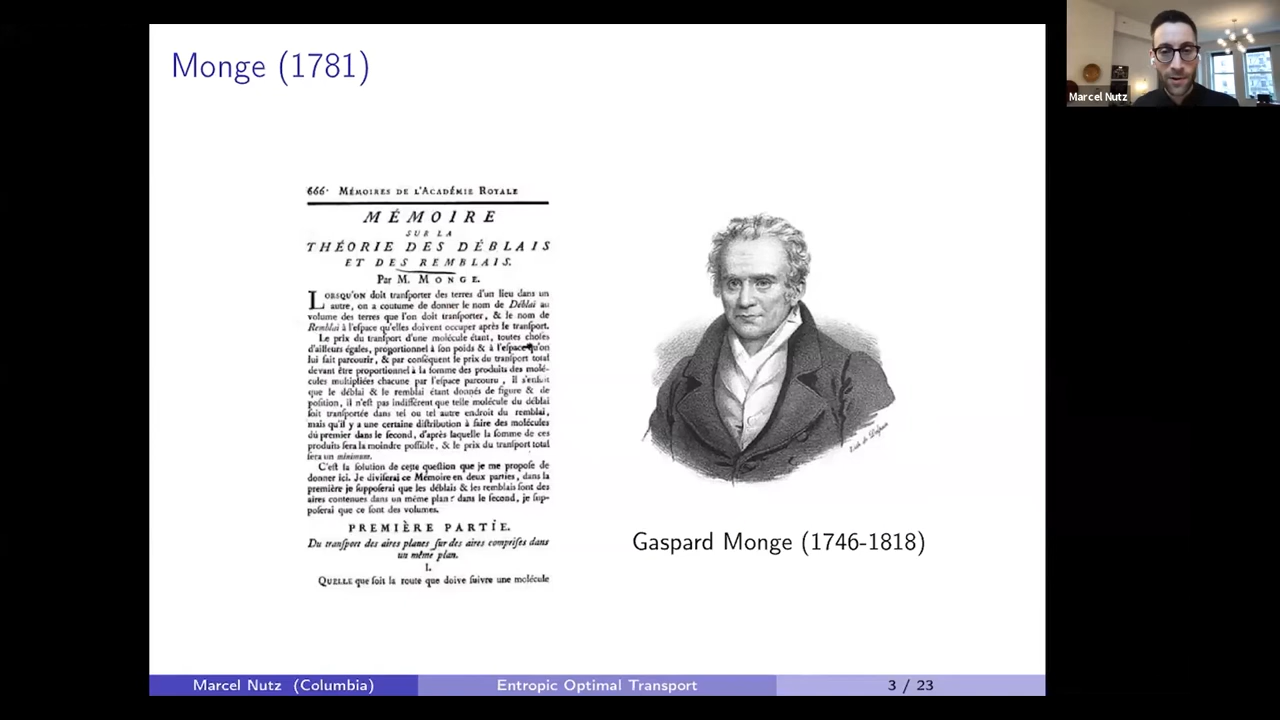 Monge (1781)
Marcel Nutz
666. MÉMOIRES DE L'ACADÉMIE ROYALE
MÉMOIRE
SUR LA
THÉORIE DES DÉBLAIS
ET DES REMBLAIS.
Par M. MONGE.
LORSQU'ON doit tranſporter des terres d'un lieu dans un
autre, on a coutume de donner le nom de Déblai au
volume des terres que l'on doit tranſporter, & le nom de
Remblai à l'eſpace qu'elles doivent occuper après le tranſport.
Le prix du tranſport d'une molécule étant, toutes choſes
d'ailleurs égales, proportionnel à ſon poids & à l'eſpace qu'on
lui fait parcourir, & par conſéquent le prix du tranſport total
devant être proportionnel à la ſomme des produits des molé-
cules multipliées chacune par l'eſpace parcouru, il s'enſuit
que le déblai & le remblai étant donnés de figure & de
poſition, il n'eſt pas indifférent que telle molécule du déblai
ſoit tranſportée dans tel ou tel autre endroit du remblai,
mais qu'il y a une certaine diſtribution à faire des molécules
du premier dans le ſecond, d'après laquelle la ſomme de ces
produits ſera la moindre poſſible, & le prix du tranſport total
ſera un minimum.
C'eſt la ſolution de cette queſtion que je me propoſe de
donner ici. Je diviſerai ce Mémoire en deux parties, dans la
première je ſuppoſerai que les déblais & les remblais ſont des
aires contenues dans un même plan: dans le ſecond, je ſup-
poſerai que ce ſont des volumes.
PREMIÈRE PARTIE.
Du tranſport des aires planes ſur des aires compriſes dans
un même plan.
I.
QUELLE que ſoit la route que doive ſuivre une molécule
Gaspard Monge (1746-1818)
Marcel Nutz (Columbia)
Entropic Optimal Transport
3 / 23